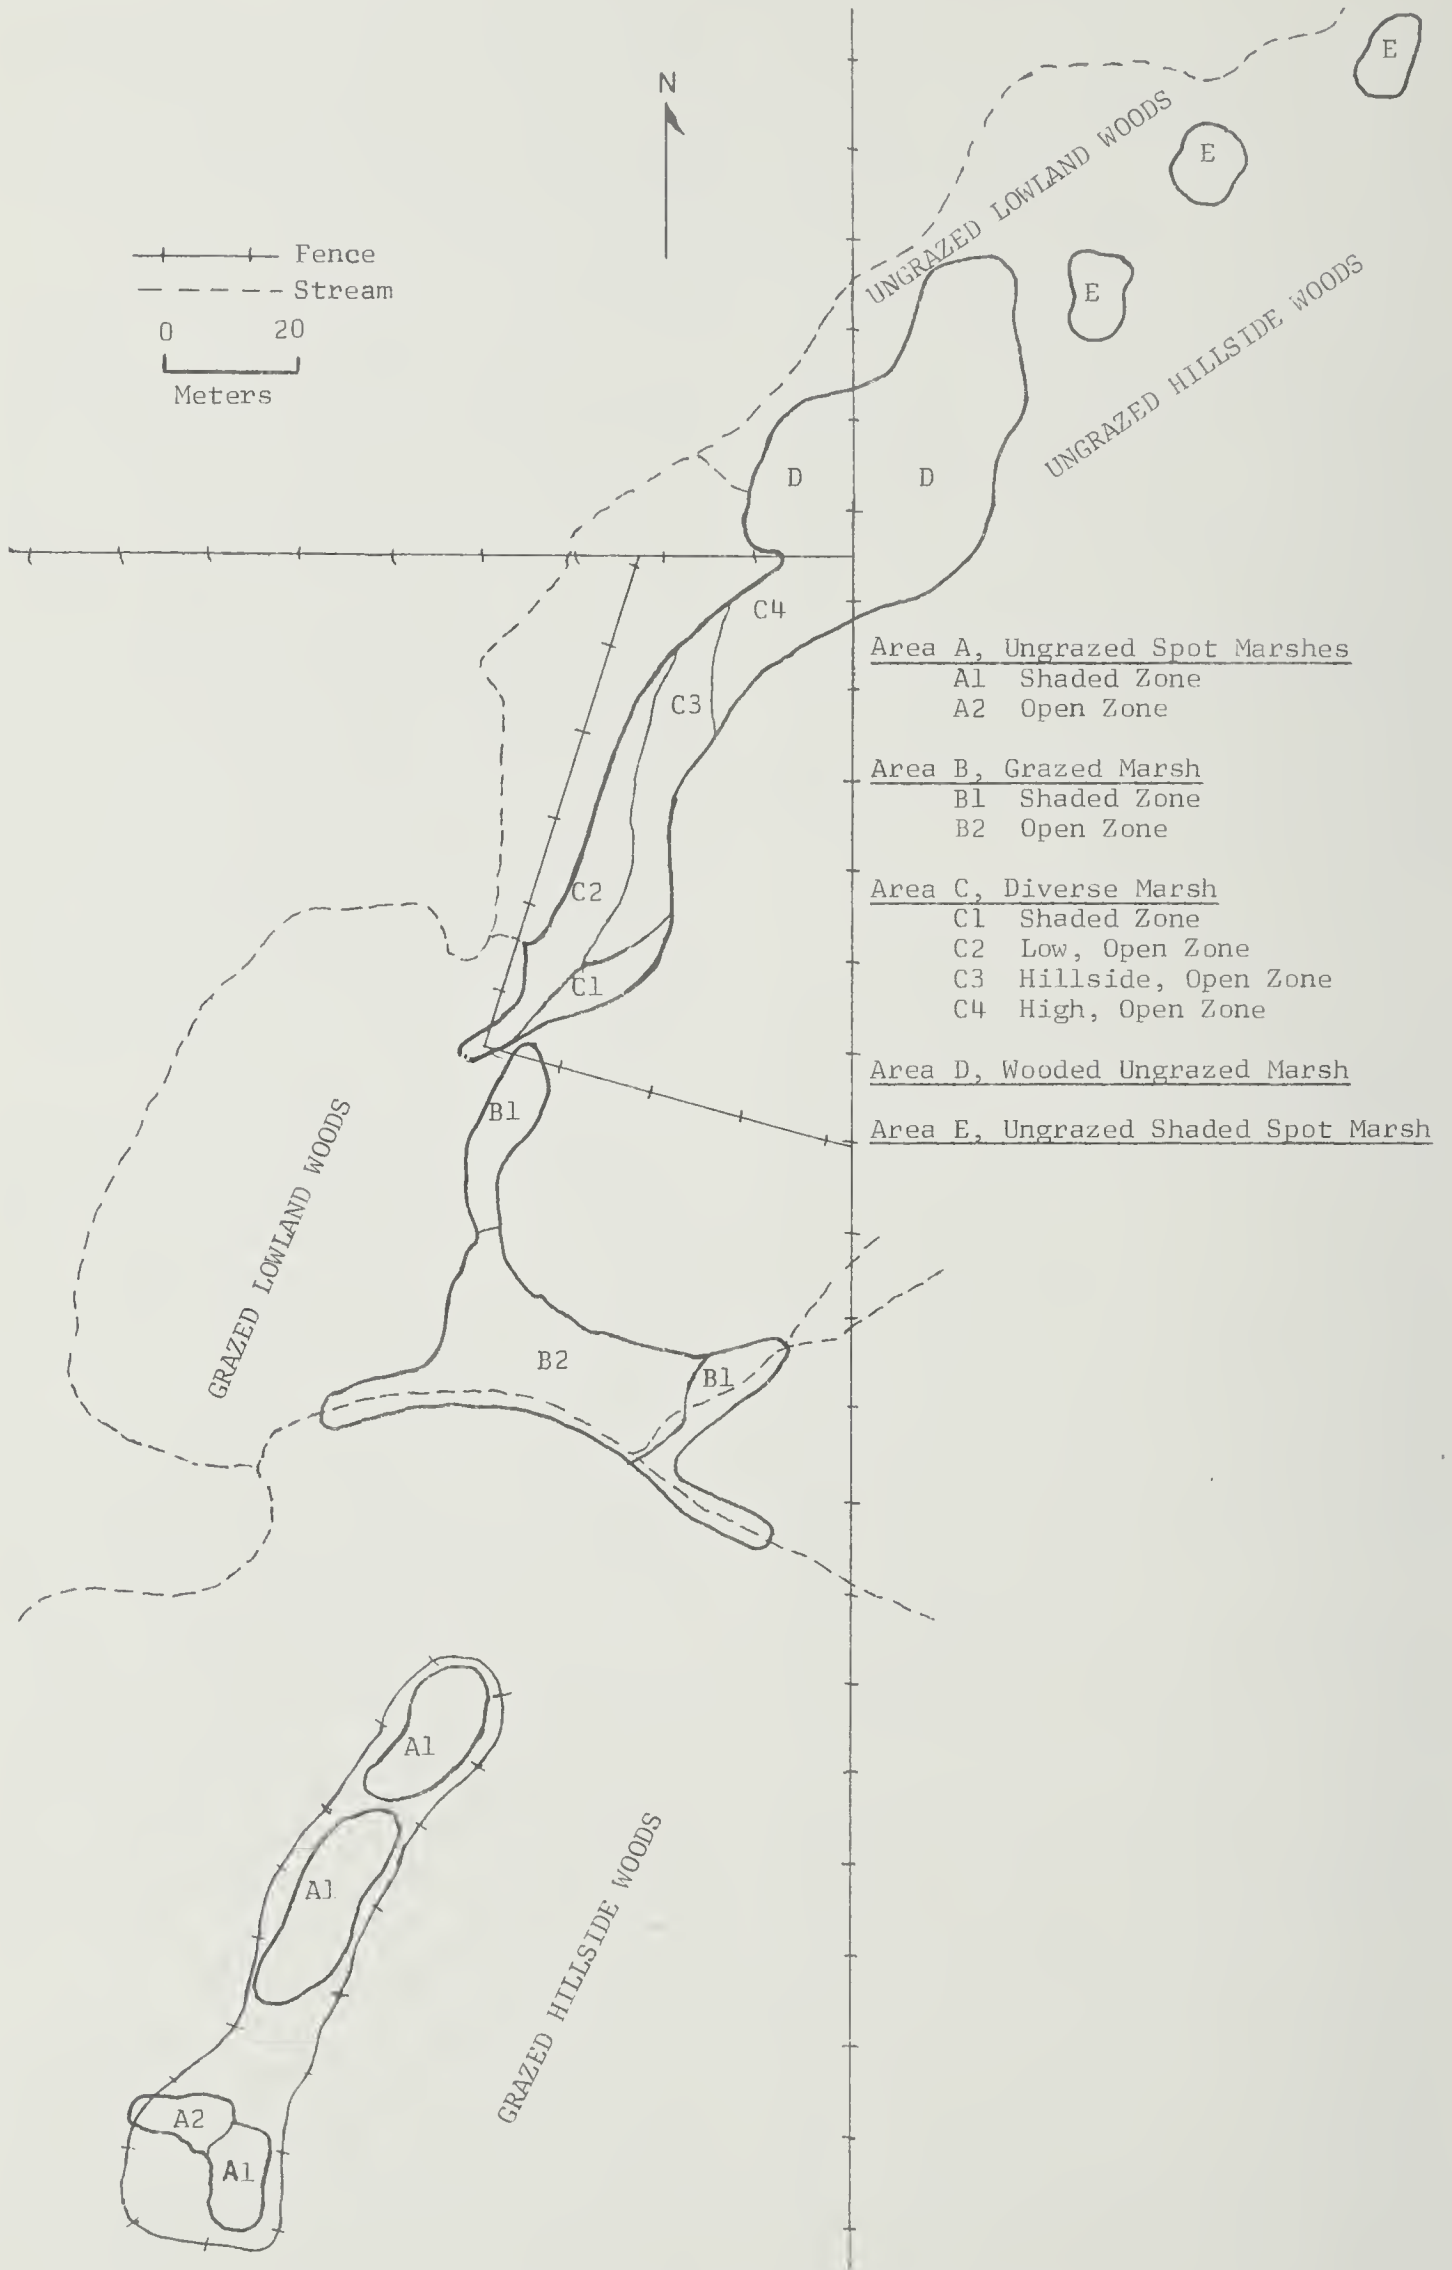 E
N
E
UNGRAZED LOWLAND WOODS
Fence
Stream
E
UNGRAZED HILLSIDE WOODS
0 20
Meters
D D
C4
Area A, Ungrazed Spot Marshes
A1 Shaded Zone
A2 Open Zone
C3
Area B, Grazed Marsh
B1 Shaded Zone
B2 Open Zone
C2
Area C, Diverse Marsh
C1 Shaded Zone
C2 Low, Open Zone
C3 Hillside, Open Zone
C4 High, Open Zone
C1
Area D, Wooded Ungrazed Marsh
Area E, Ungrazed Shaded Spot Marsh
B1
GRAZED LOWLAND WOODS
B2
B1
A1
A1
GRAZED HILLSIDE WOODS
A2
A1